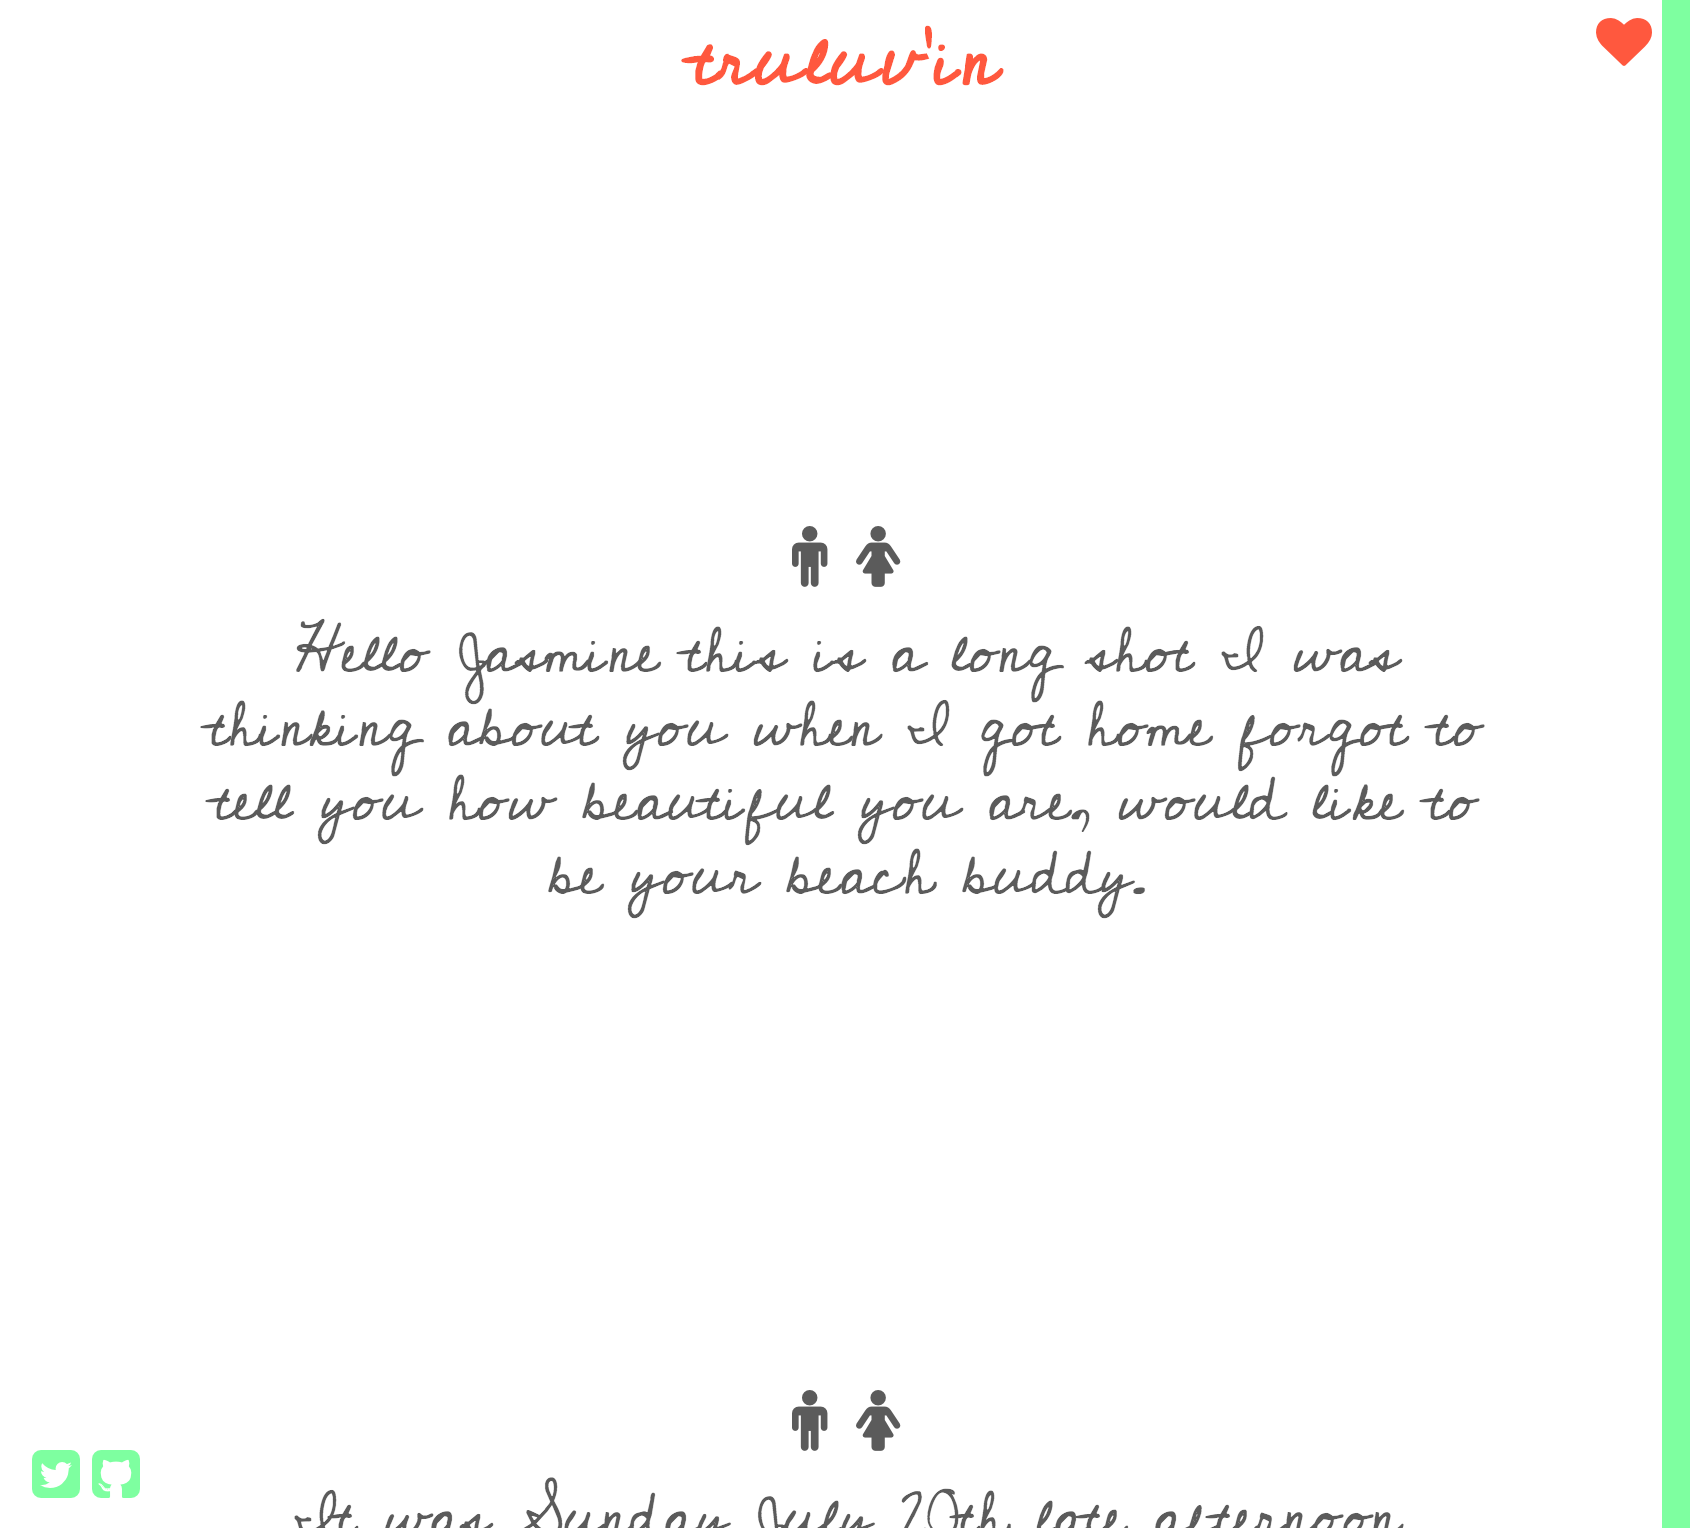 truluv'in
Hello Jasmine this is a long shot I was
thinking about you when I got home forgot to
tell you how beautiful you are, would like to
be your beach buddy.
It was Sunday July 20th late afternoon